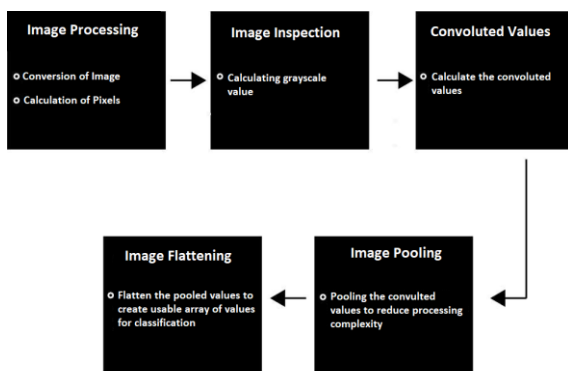 Image Processing
Conversion of Image
Calculation of Pixels
Image Inspection
Calculating grayscale
value
Convoluted Values
Calculate the convoluted
values
Image Flattening
Flatten the pooled values to
create usable array of values
for classification
Image Pooling
Pooling the convulted
values to reduce processing
complexity